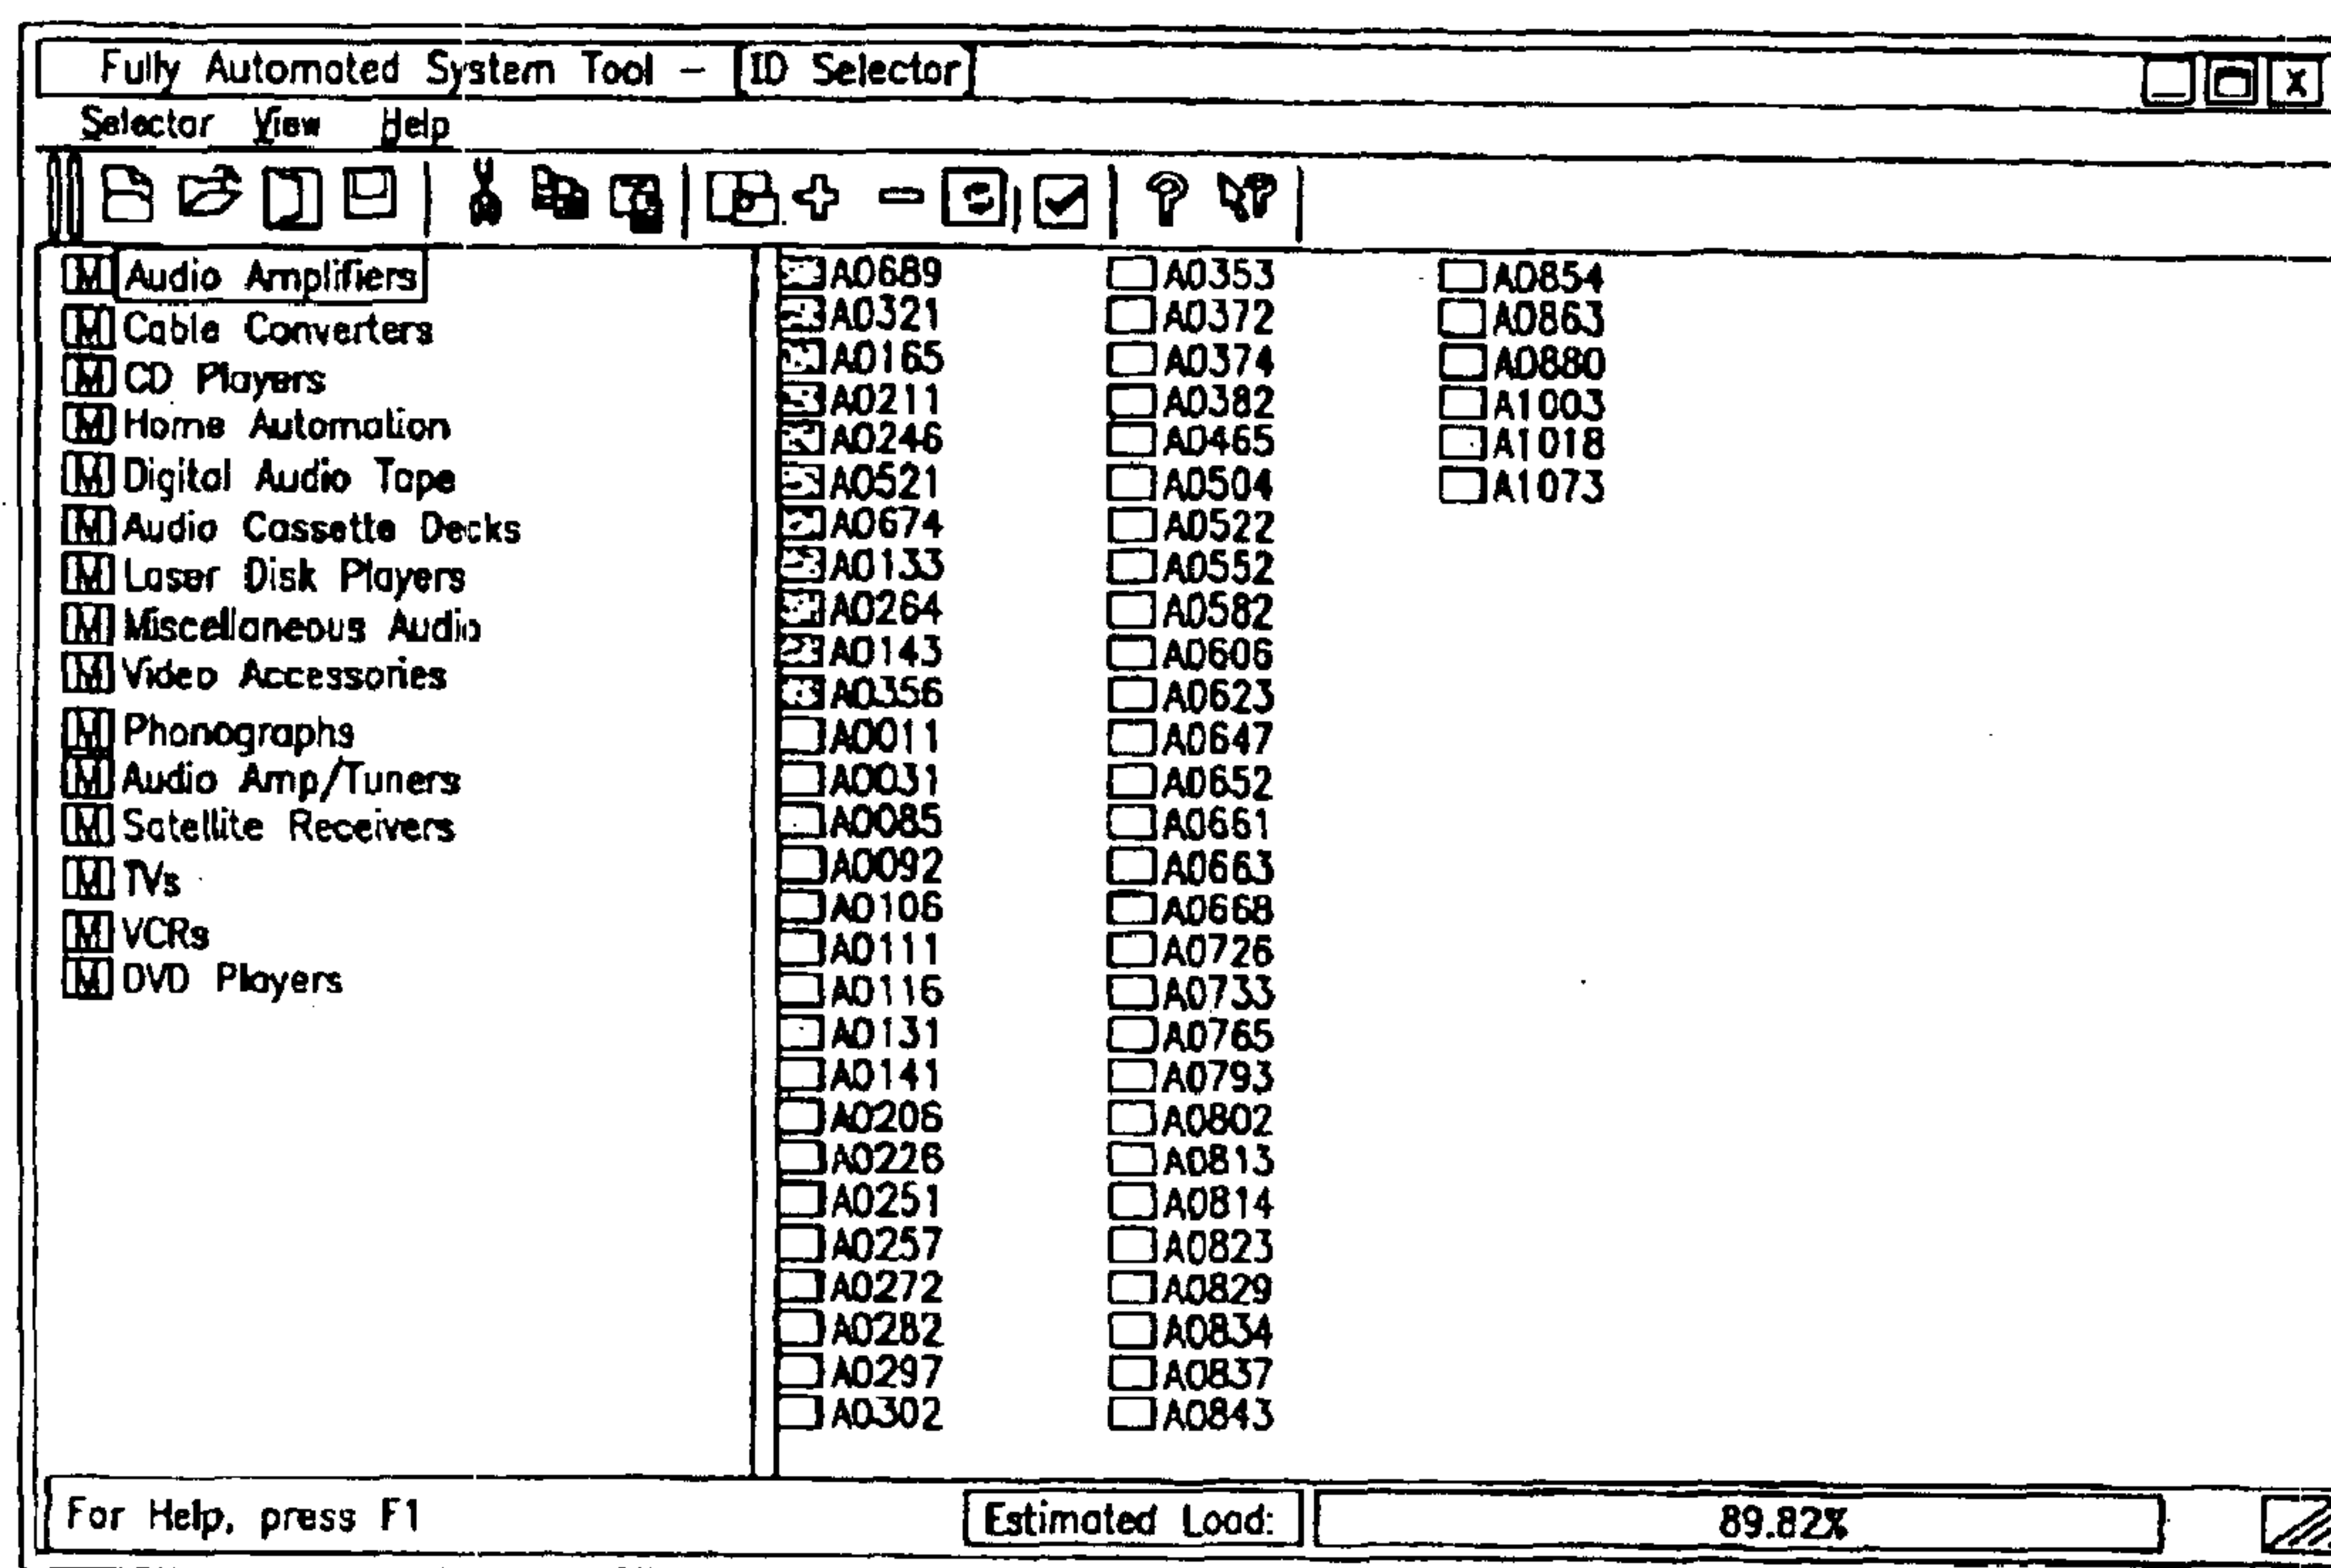 Fully Automated System Tool – ID Selector
Selector View Help
Audio Amplifiers
Cable Converters
CD Players
Home Automation
Digital Audio Tape
Audio Cassette Decks
Laser Disk Players
Miscellaneous Audio
Video Accessories
Phonographs
Audio Amp/Tuners
Satellite Receivers
TVs
VCRs
DVD Players
A0689
A0321
A0165
A0211
A0246
A0521
A0674
A0133
A0264
A0143
A0356
A0011
A0031
A0085
A0092
A0106
A0111
A0116
A0131
A0141
A0206
A0226
A0251
A0257
A0272
A0282
A0297
A0302
A0353
A0372
A0374
A0382
A0465
A0504
A0522
A0552
A0582
A0606
A0623
A0647
A0652
A0661
A0663
A0668
A0726
A0733
A0765
A0793
A0802
A0813
A0814
A0823
A0829
A0834
A0837
A0843
A0854
A0863
A0880
A1003
A1018
A1073
For Help, press F1
Estimated Load:
89.82%